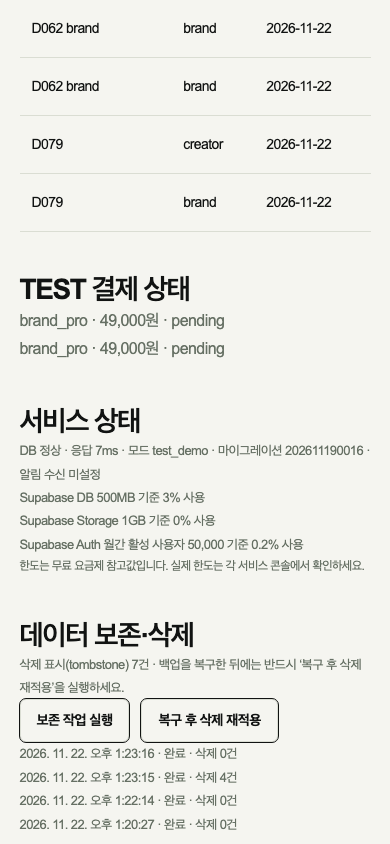 D062 brand brand 2026-11-22
D062 brand brand 2026-11-22
D079 creator 2026-11-22
D079 brand 2026-11-22
TEST 결제 상태
brand_pro · 49,000원 · pending
brand_pro · 49,000원 · pending
서비스 상태
DB 정상 · 응답 7ms · 모드 test_demo · 마이그레이션 202611190016 ·
알림 수신 미설정
Supabase DB 500MB 기준 3% 사용
Supabase Storage 1GB 기준 0% 사용
Supabase Auth 월간 활성 사용자 50,000 기준 0.2% 사용
한도는 무료 요금제 참고값입니다. 실제 한도는 각 서비스 콘솔에서 확인하세요.
데이터 보존·삭제
삭제 표시(tombstone) 7건 · 백업을 복구한 뒤에는 반드시 '복구 후 삭제
재적용'을 실행하세요.
보존 작업 실행 복구 후 삭제 재적용
2026. 11. 22. 오후 1:23:16 · 완료 · 삭제 0건
2026. 11. 22. 오후 1:23:15 · 완료 · 삭제 4건
2026. 11. 22. 오후 1:22:14 · 완료 · 삭제 0건
2026. 11. 22. 오후 1:20:27 · 완료 · 삭제 0건